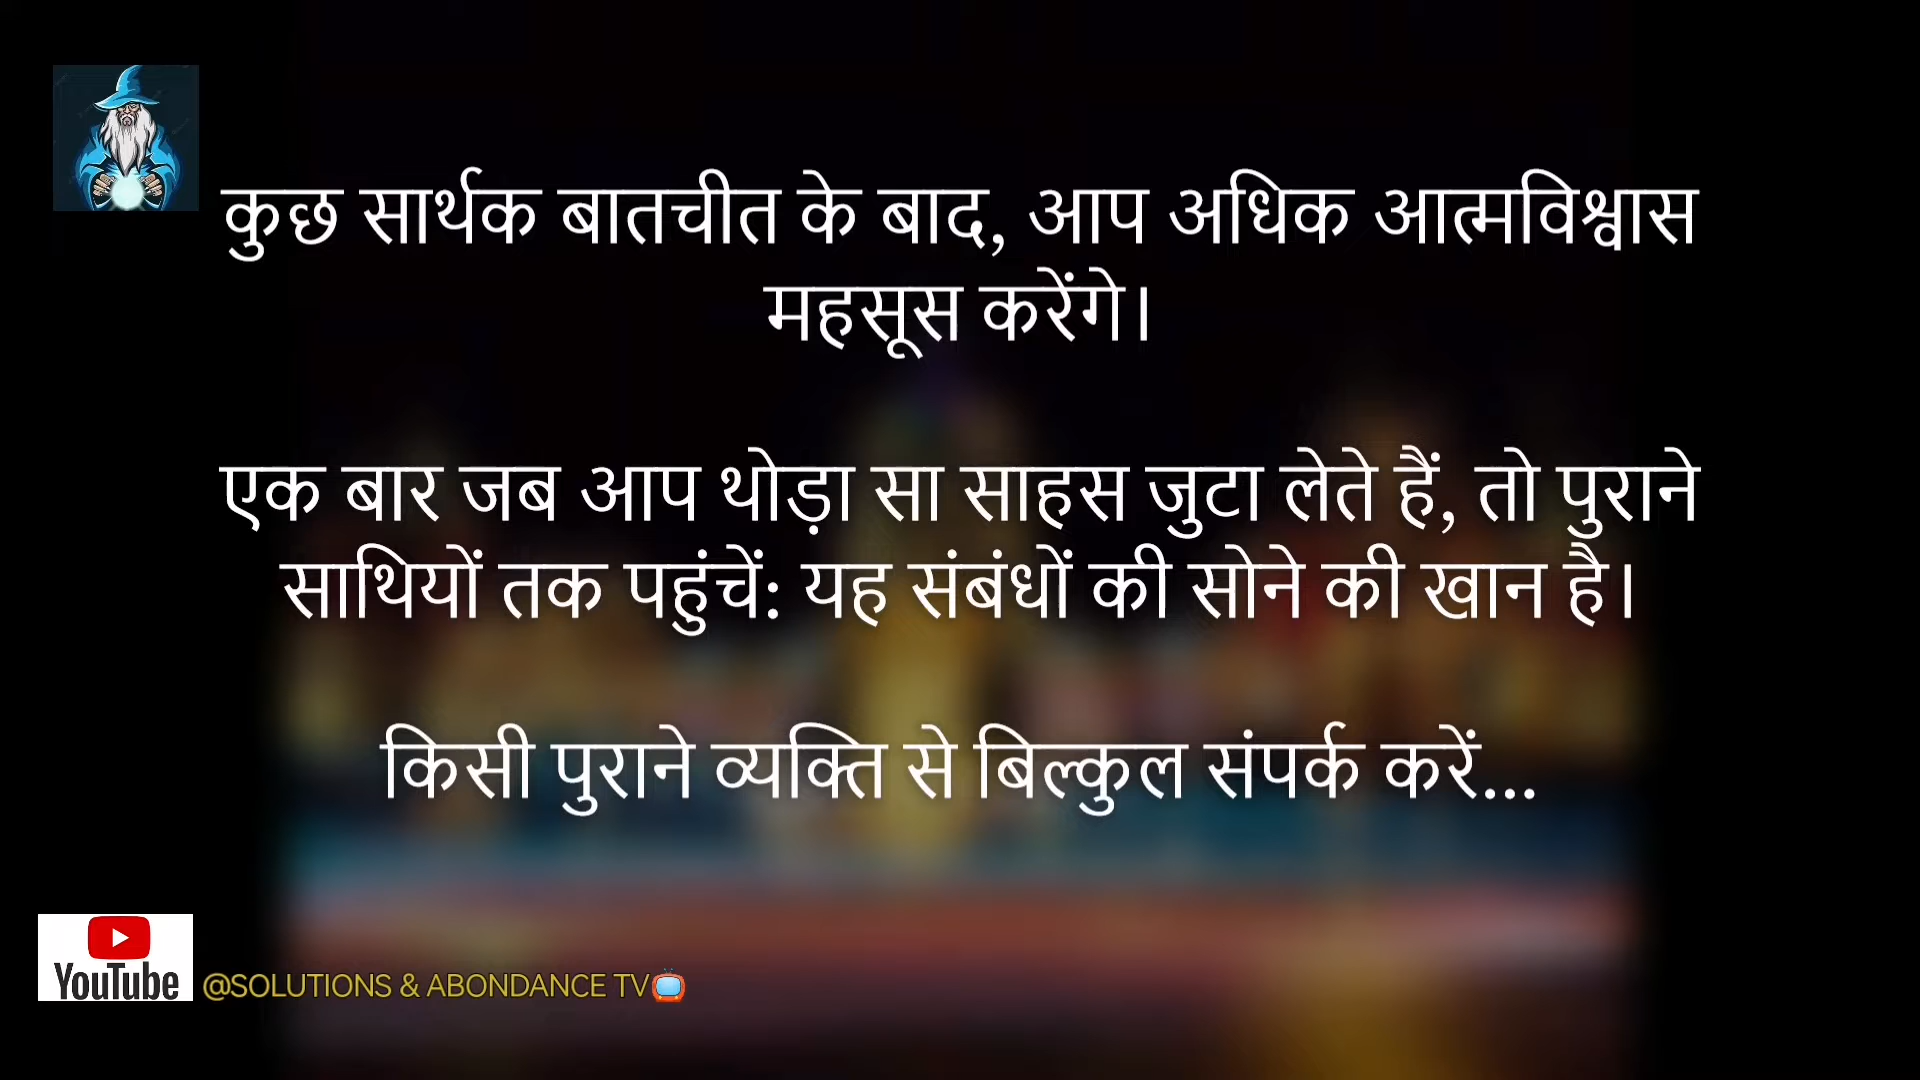 कुछ सार्थक बातचीत के बाद, आप अधिक आत्मविश्वास
महसूस करेंगे।
एक बार जब आप थोड़ा सा साहस जुटा लेते हैं, तो पुराने
साथियों तक पहुंचें: यह संबंधों की सोने की खान है।
किसी पुराने व्यक्ति से बिल्कुल संपर्क करें...
YouTube @SOLUTIONS & ABONDANCE TV📺